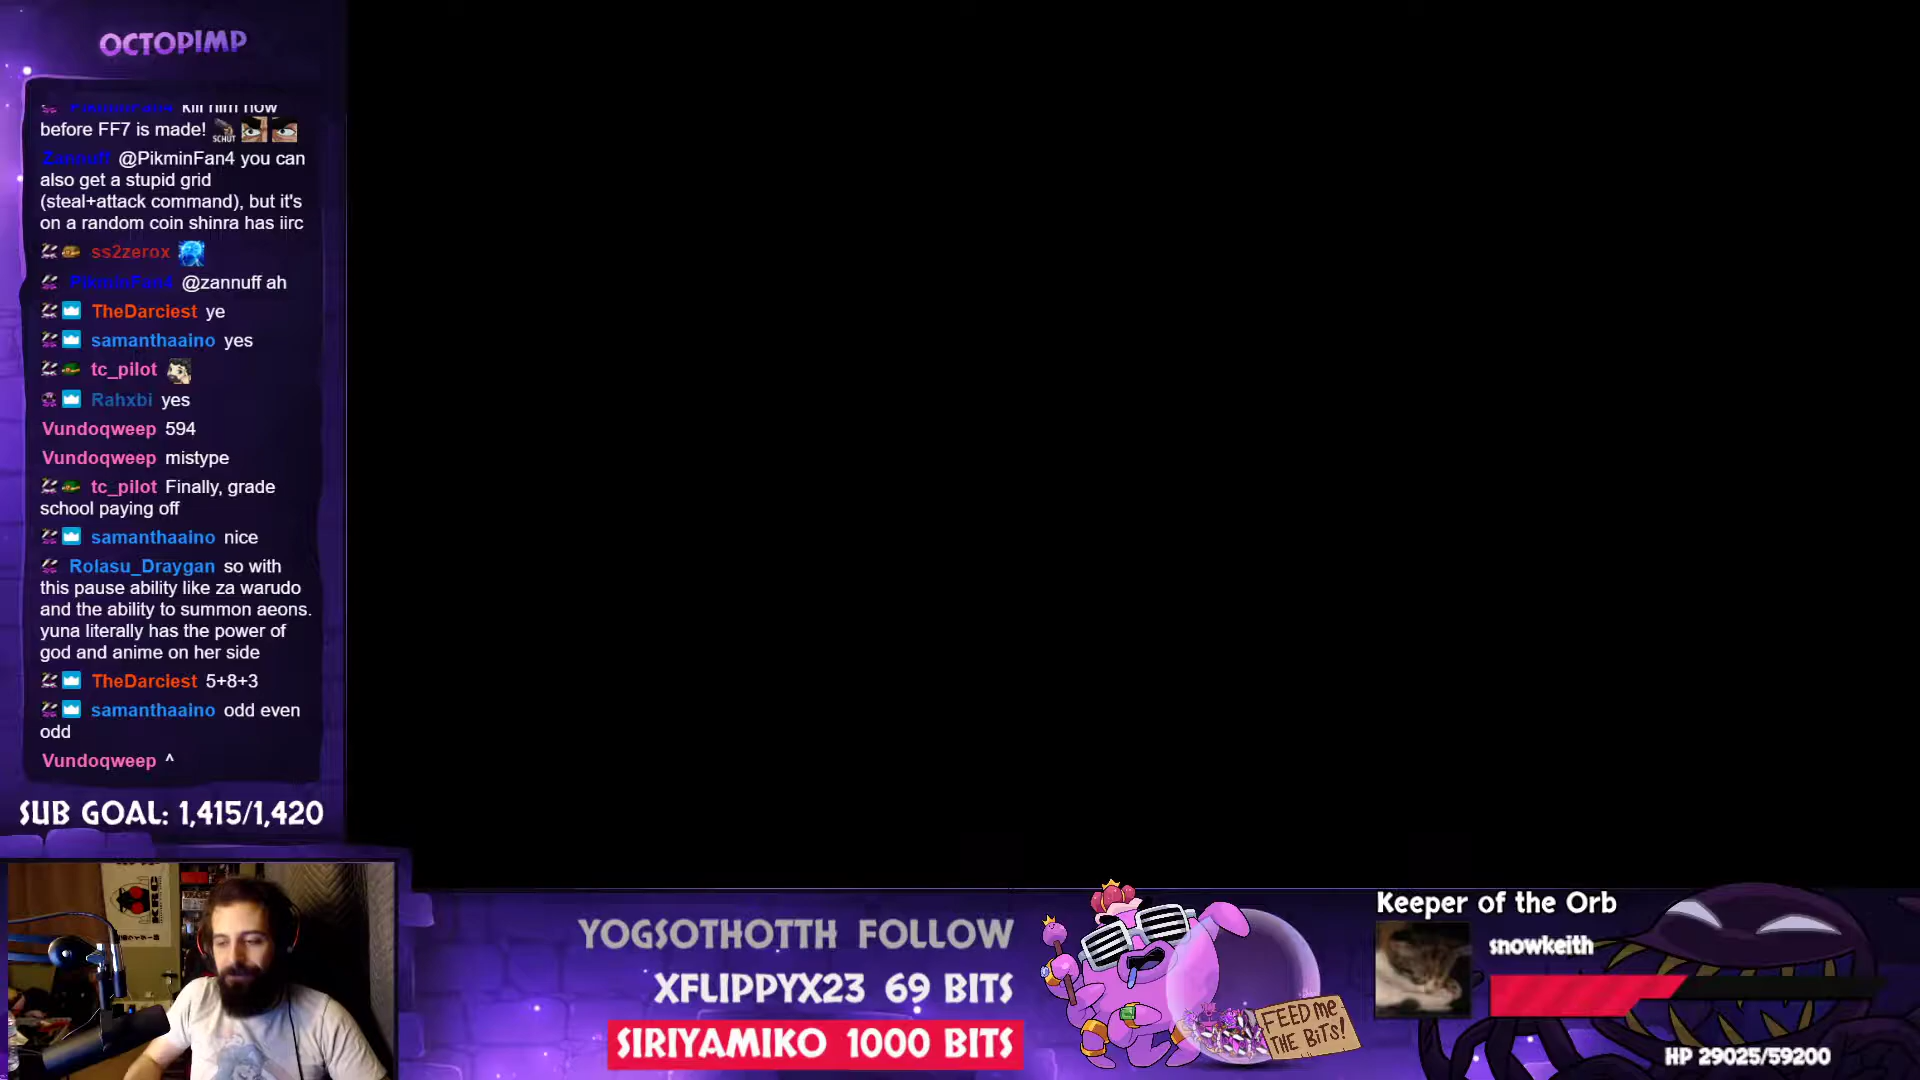 OCTOPIMP
PikminFan4 kill him now
before FF7 is made! SCHUT
Zannuff @PikminFan4 you can
also get a stupid grid
(steal+attack command), but it's
on a random coin shinra has iirc
ss2zerox
PikminFan4 @zannuff ah
TheDarciest ye
samanthaaino yes
tc_pilot
Rahxbi yes
Vundoqweep 594
Vundoqweep mistype
tc_pilot Finally, grade
school paying off
samanthaaino nice
Rolasu_Draygan so with
this pause ability like za warudo
and the ability to summon aeons.
yuna literally has the power of
god and anime on her side
TheDarciest 5+8+3
samanthaaino odd even
odd
Vundoqweep ^
SUB GOAL: 1,415/1,420
YOGSOTHOTTH FOLLOW
XFLIPPYX23 69 BITS
SIRIYAMIKO 1000 BITS
FEED ME
THE BITS!
Keeper of the Orb
snowkeith
HP 29025/59200